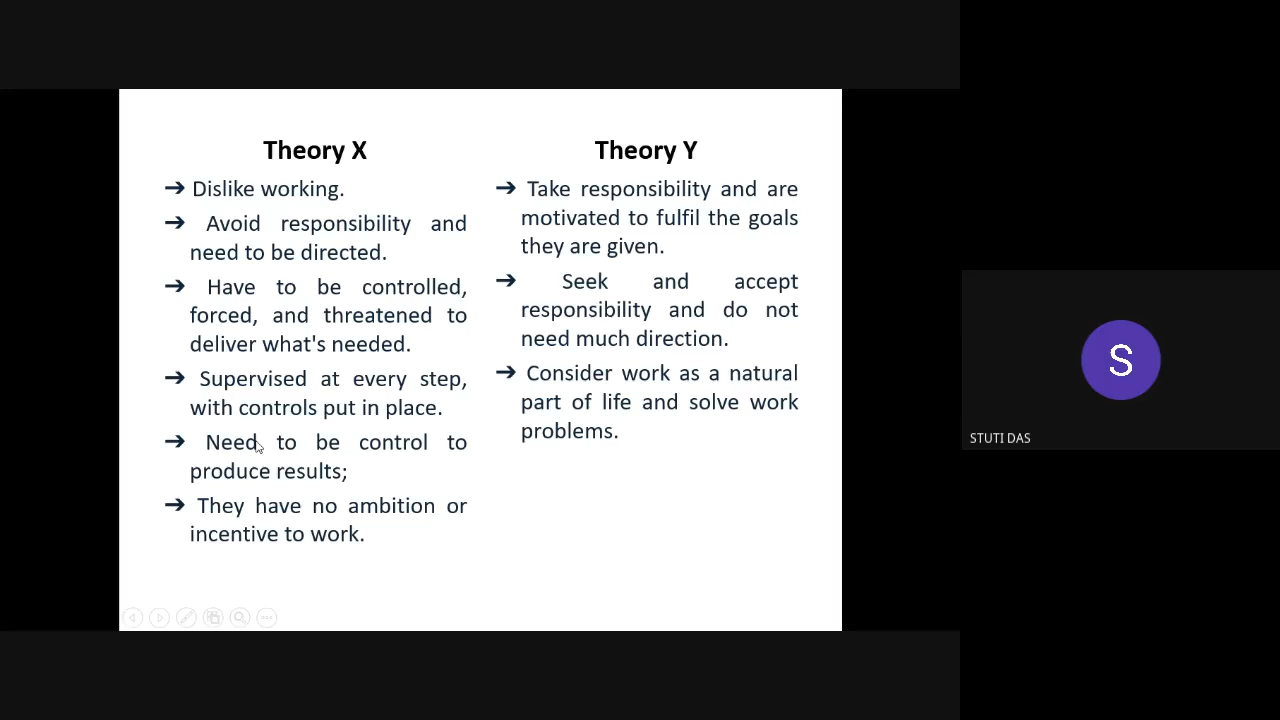 Theory X
➔ Dislike working.
➔ Avoid responsibility and
need to be directed.
➔ Have to be controlled,
forced, and threatened to
deliver what's needed.
➔ Supervised at every step,
with controls put in place.
➔ Need to be control to
produce results;
➔ They have no ambition or
incentive to work.
Theory Y
➔ Take responsibility and are
motivated to fulfil the goals
they are given.
➔ Seek and accept
responsibility and do not
need much direction.
➔ Consider work as a natural
part of life and solve work
problems.
S
STUTI DAS